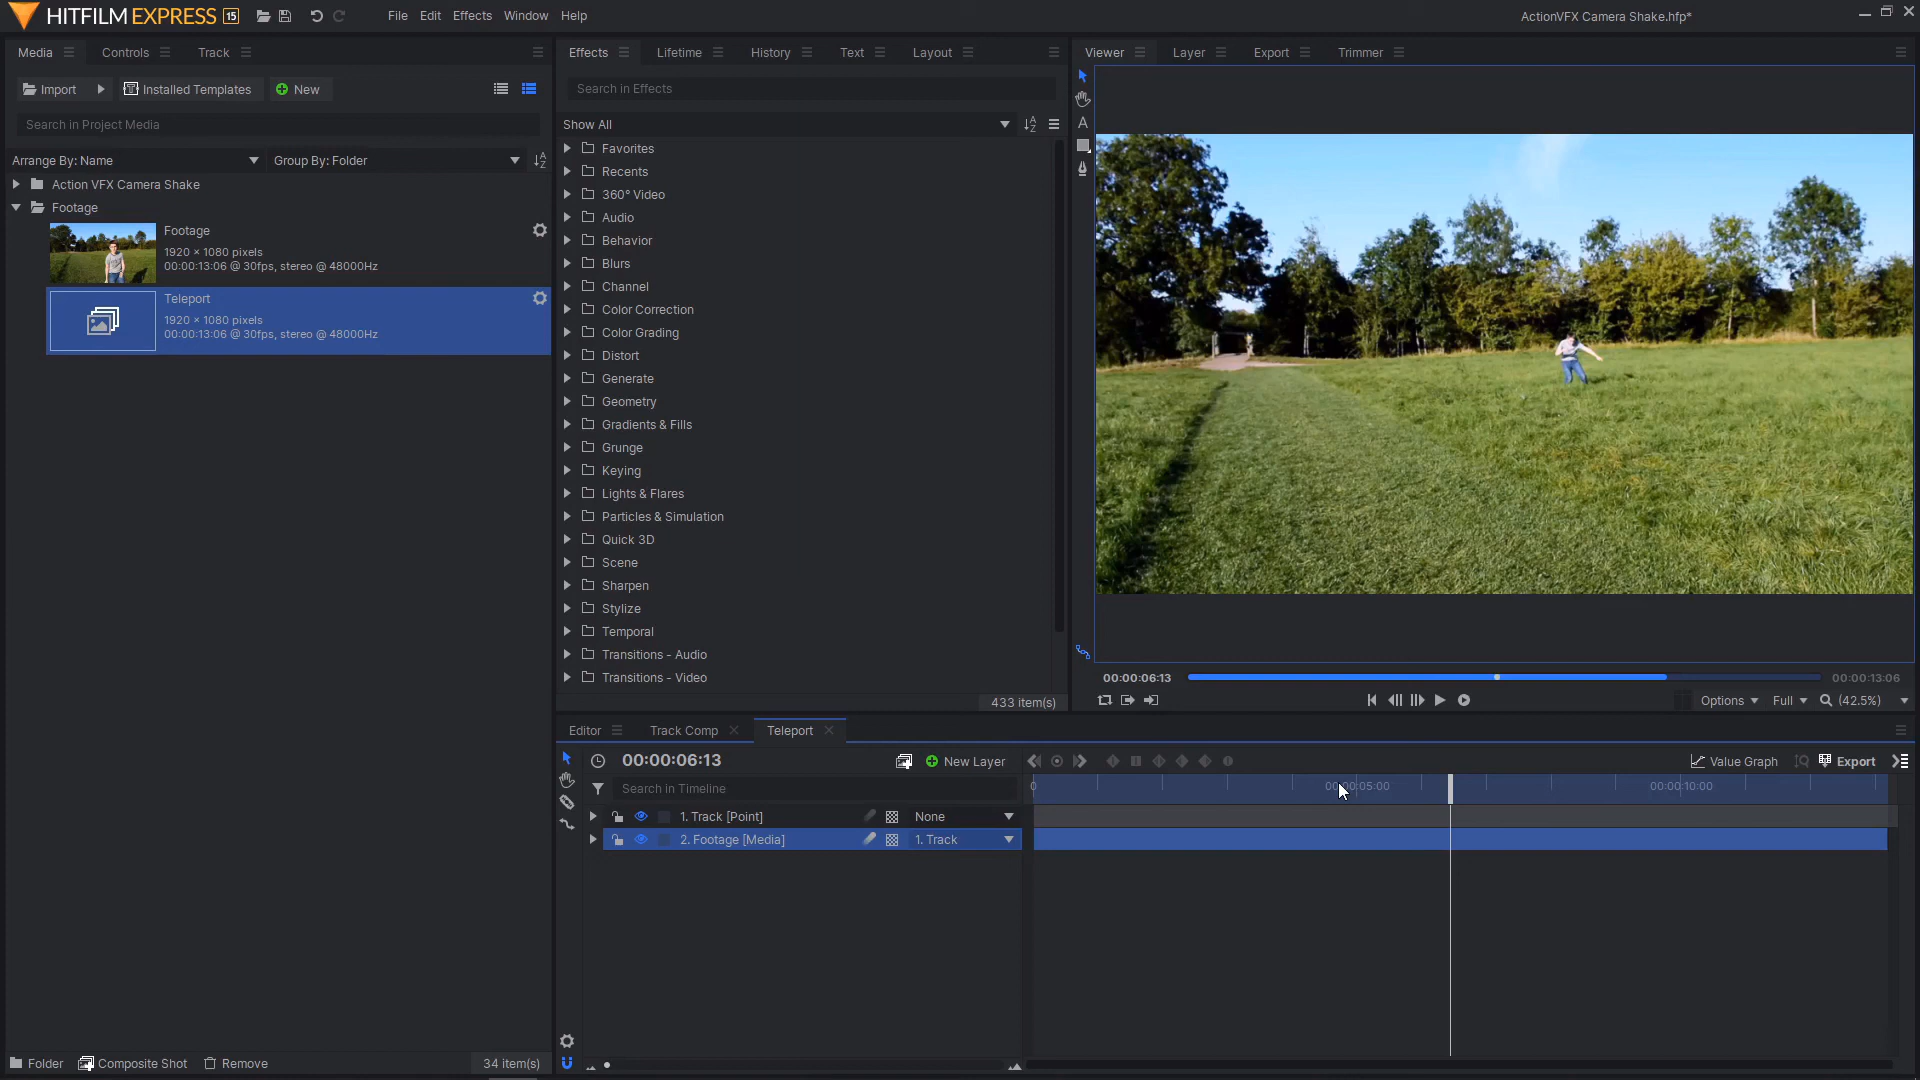 HITFILM EXPRESS 15 File Edit Effects Window Help ActionVFX Camera Shake.hfp*
Media Controls Track
Import Installed Templates New
Search in Project Media
Arrange By: Name Group By: Folder
Action VFX Camera Shake
Footage
Footage
1920 × 1080 pixels
00:00:13:06 @ 30fps, stereo @ 48000Hz
Teleport
1920 × 1080 pixels
00:00:13:06 @ 30fps, stereo @ 48000Hz
Folder Composite Shot Remove 34 item(s)
Effects Lifetime History Text Layout
Search in Effects
Show All
Favorites
Recents
360° Video
Audio
Behavior
Blurs
Channel
Color Correction
Color Grading
Distort
Generate
Geometry
Gradients & Fills
Grunge
Keying
Lights & Flares
Particles & Simulation
Quick 3D
Scene
Sharpen
Stylize
Temporal
Transitions - Audio
Transitions - Video
433 item(s)
Viewer Layer Export Trimmer
A
00:00:06:13 00:00:13:06
Options Full (42.5%)
Editor Track Comp Teleport
00:00:06:13 New Layer Value Graph Export
Search in Timeline 0 00:00:05:00 00:00:10:00
1. Track [Point] None
2. Footage [Media] 1. Track